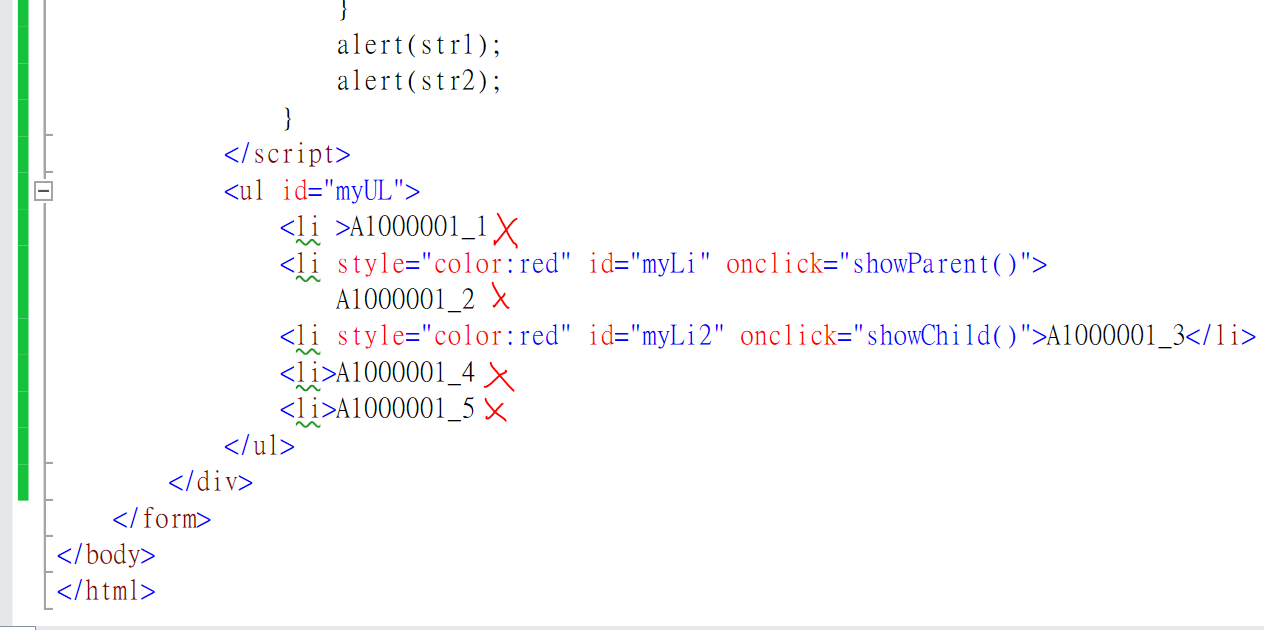 }
alert(str1);
alert(str2);
}
</script>
<ul id="myUL">
<li >A1000001_1
<li style="color:red" id="myLi" onclick="showParent()">
A1000001_2
<li style="color:red" id="myLi2" onclick="showChild()">A1000001_3</li>
<li>A1000001_4
<li>A1000001_5
</ul>
</div>
</form>
</body>
</html>